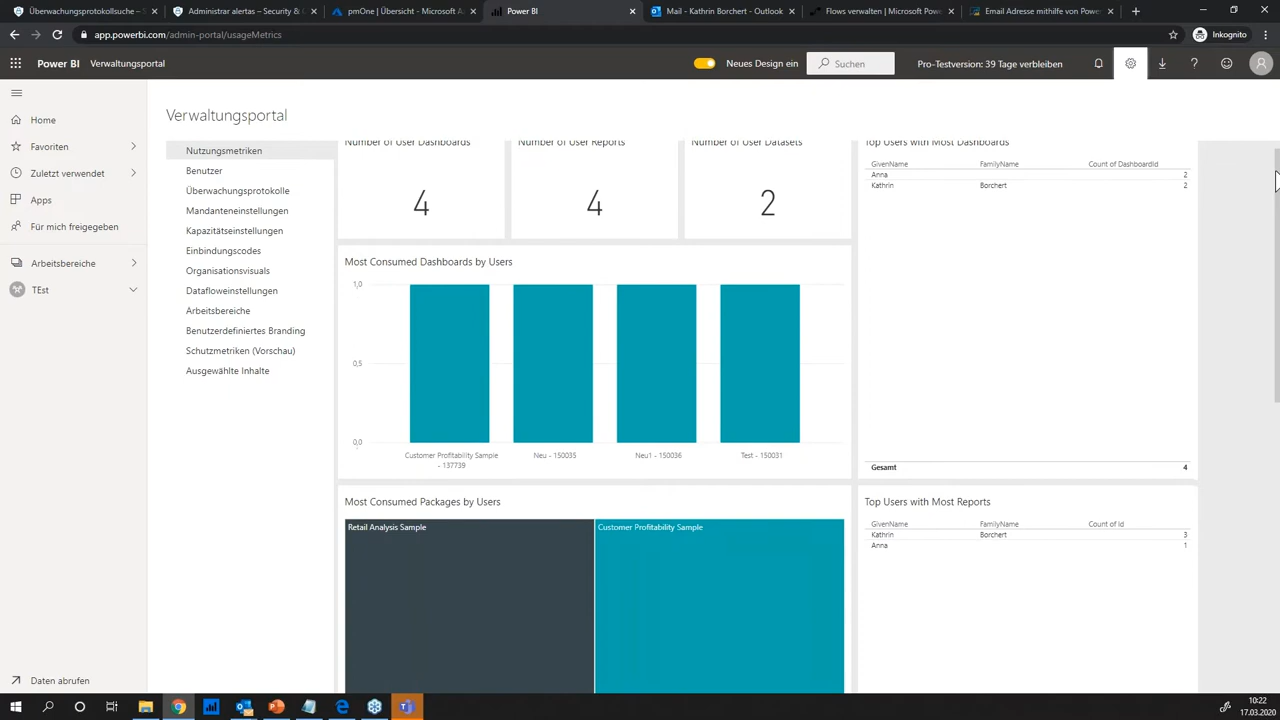 Überwachungsprotokollsuche – S
Administrar alertas – Security & C
pmOne | Übersicht - Microsoft A
Power BI
Mail - Kathrin Borchert - Outlook
Flows verwalten | Microsoft Pow
Email Adresse mithilfe von Powe
app.powerbi.com/admin-portal/usageMetrics
Inkognito
Power BI
Verwaltungsportal
Neues Design ein
Suchen
Pro-Testversion: 39 Tage verbleiben
Home
Favoriten
Zuletzt verwendet
Apps
Für mich freigegeben
Arbeitsbereiche
TEst
Daten abrufen
Verwaltungsportal
Nutzungsmetriken
Benutzer
Überwachungsprotokolle
Mandanteneinstellungen
Kapazitätseinstellungen
Einbindungscodes
Organisationsvisuals
Datafloweinstellungen
Arbeitsbereiche
Benutzerdefiniertes Branding
Schutzmetriken (Vorschau)
Ausgewählte Inhalte
Number of User Dashboards
4
Number of User Reports
4
Number of User Datasets
2
Top Users with Most Dashboards
GivenName FamilyName Count of DashboardId
Anna 2
Kathrin Borchert 2
Gesamt 4
Most Consumed Dashboards by Users
1,0
0,5
0,0
Customer Profitability Sample
- 137739
Neu - 150035
Neu1 - 150036
Test - 150031
Most Consumed Packages by Users
Retail Analysis Sample
Customer Profitability Sample
Top Users with Most Reports
GivenName FamilyName Count of Id
Kathrin Borchert 3
Anna 1
10:22
17.03.2020